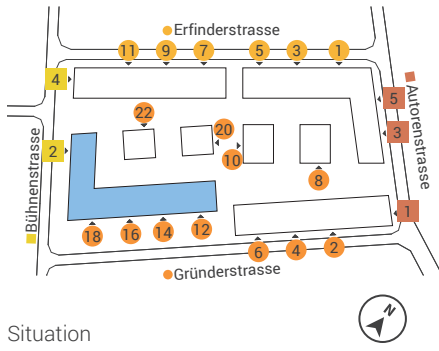 Erfinderstrasse
11 9 7 5 3 1
4
5
22
20
3
2
10
8
Autorenstrasse
Bühnenstrasse
1
18 16 14 12
6 4 2
Gründerstrasse
N
Situation